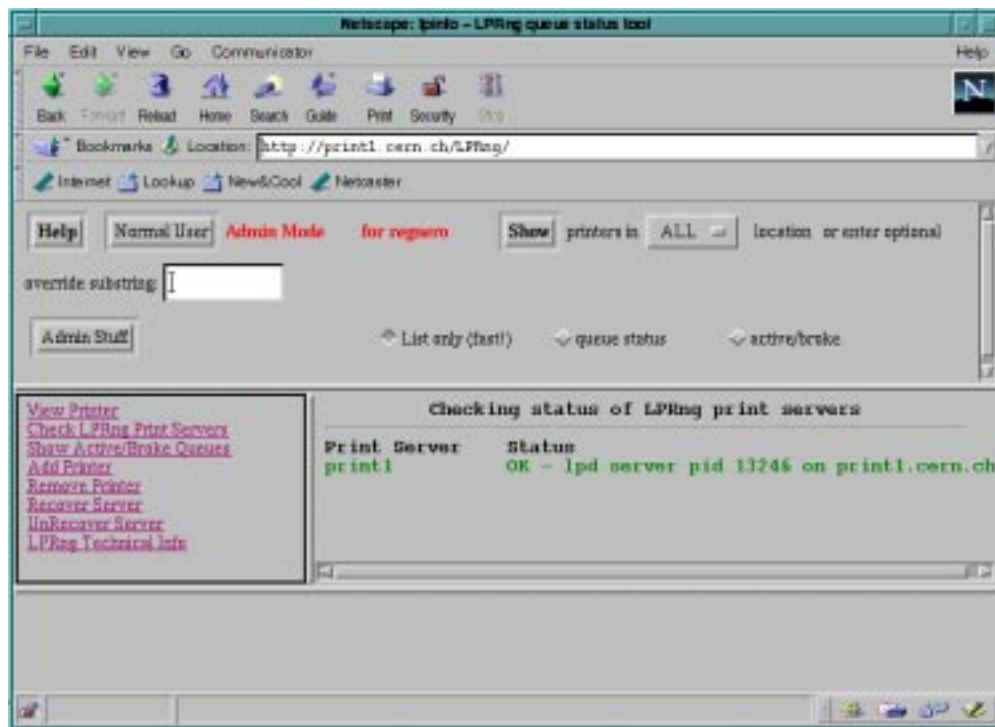 Netscape: lpinfo - LPRng queue status tool
File Edit View Go Communicator Help
Back Forward Reload Home Search Guide Print Security Stop
N
Bookmarks Location: http://print1.cern.ch/LPRng/
Internet Lookup New&Cool Netcaster
Help Normal User Admin Mode for reguero Show printers in ALL location or enter optional
override substring:
Admin Stuff List only (fast!) queue status active/broke
View Printer
Check LPRng Print Servers
Show Active/Broke Queues
Add Printer
Remove Printer
Recover Server
UnRecover Server
LPRng Technical Info
Checking status of LPRng print servers
Print Server Status
print1 OK - lpd server pid 13246 on print1.cern.ch